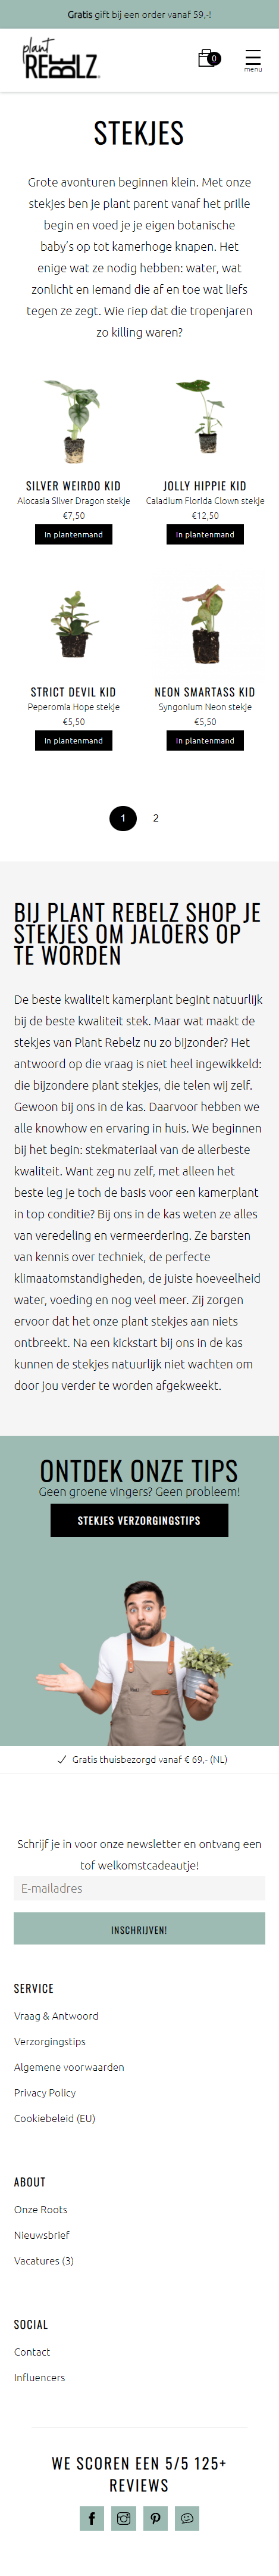 Gratis gift bij een order vanaf 59,-!
plant
REBELZ
0
menu
STEKJES
Grote avonturen beginnen klein. Met onze
stekjes ben je plant parent vanaf het prille
begin en voed je je eigen botanische
baby's op tot kamerhoge knapen. Het
enige wat ze nodig hebben: water, wat
zonlicht en iemand die af en toe wat liefs
tegen ze zegt. Wie riep dat die tropenjaren
zo killing waren?
SILVER WEIRDO KID
Alocasia Silver Dragon stekje
€7,50
In plantenmand
JOLLY HIPPIE KID
Caladium Florida Clown stekje
€12,50
In plantenmand
STRICT DEVIL KID
Peperomia Hope stekje
€5,50
In plantenmand
NEON SMARTASS KID
Syngonium Neon stekje
€5,50
In plantenmand
1 2
BIJ PLANT REBELZ SHOP JE
STEKJES OM JALOERS OP
TE WORDEN
De beste kwaliteit kamerplant begint natuurlijk
bij de beste kwaliteit stek. Maar wat maakt de
stekjes van Plant Rebelz nu zo bijzonder? Het
antwoord op die vraag is niet heel ingewikkeld:
die bijzondere plant stekjes, die telen wij zelf.
Gewoon bij ons in de kas. Daarvoor hebben we
alle knowhow en ervaring in huis. We beginnen
bij het begin: stekmateriaal van de allerbeste
kwaliteit. Want zeg nu zelf, met alleen het
beste leg je toch de basis voor een kamerplant
in top conditie? Bij ons in de kas weten ze alles
van veredeling en vermeerdering. Ze barsten
van kennis over techniek, de perfecte
klimaatomstandigheden, de juiste hoeveelheid
water, voeding en nog veel meer. Zij zorgen
ervoor dat het onze plant stekjes aan niets
ontbreekt. Na een kickstart bij ons in de kas
kunnen de stekjes natuurlijk niet wachten om
door jou verder te worden afgekweekt.
ONTDEK ONZE TIPS
Geen groene vingers? Geen probleem!
STEKJES VERZORGINGSTIPS
Gratis thuisbezorgd vanaf € 69,- (NL)
Schrijf je in voor onze newsletter en ontvang een
tof welkomstcadeautje!
E-mailadres
INSCHRIJVEN!
SERVICE
Vraag & Antwoord
Verzorgingstips
Algemene voorwaarden
Privacy Policy
Cookiebeleid (EU)
ABOUT
Onze Roots
Nieuwsbrief
Vacatures (3)
SOCIAL
Contact
Influencers
WE SCOREN EEN 5/5 125+
REVIEWS